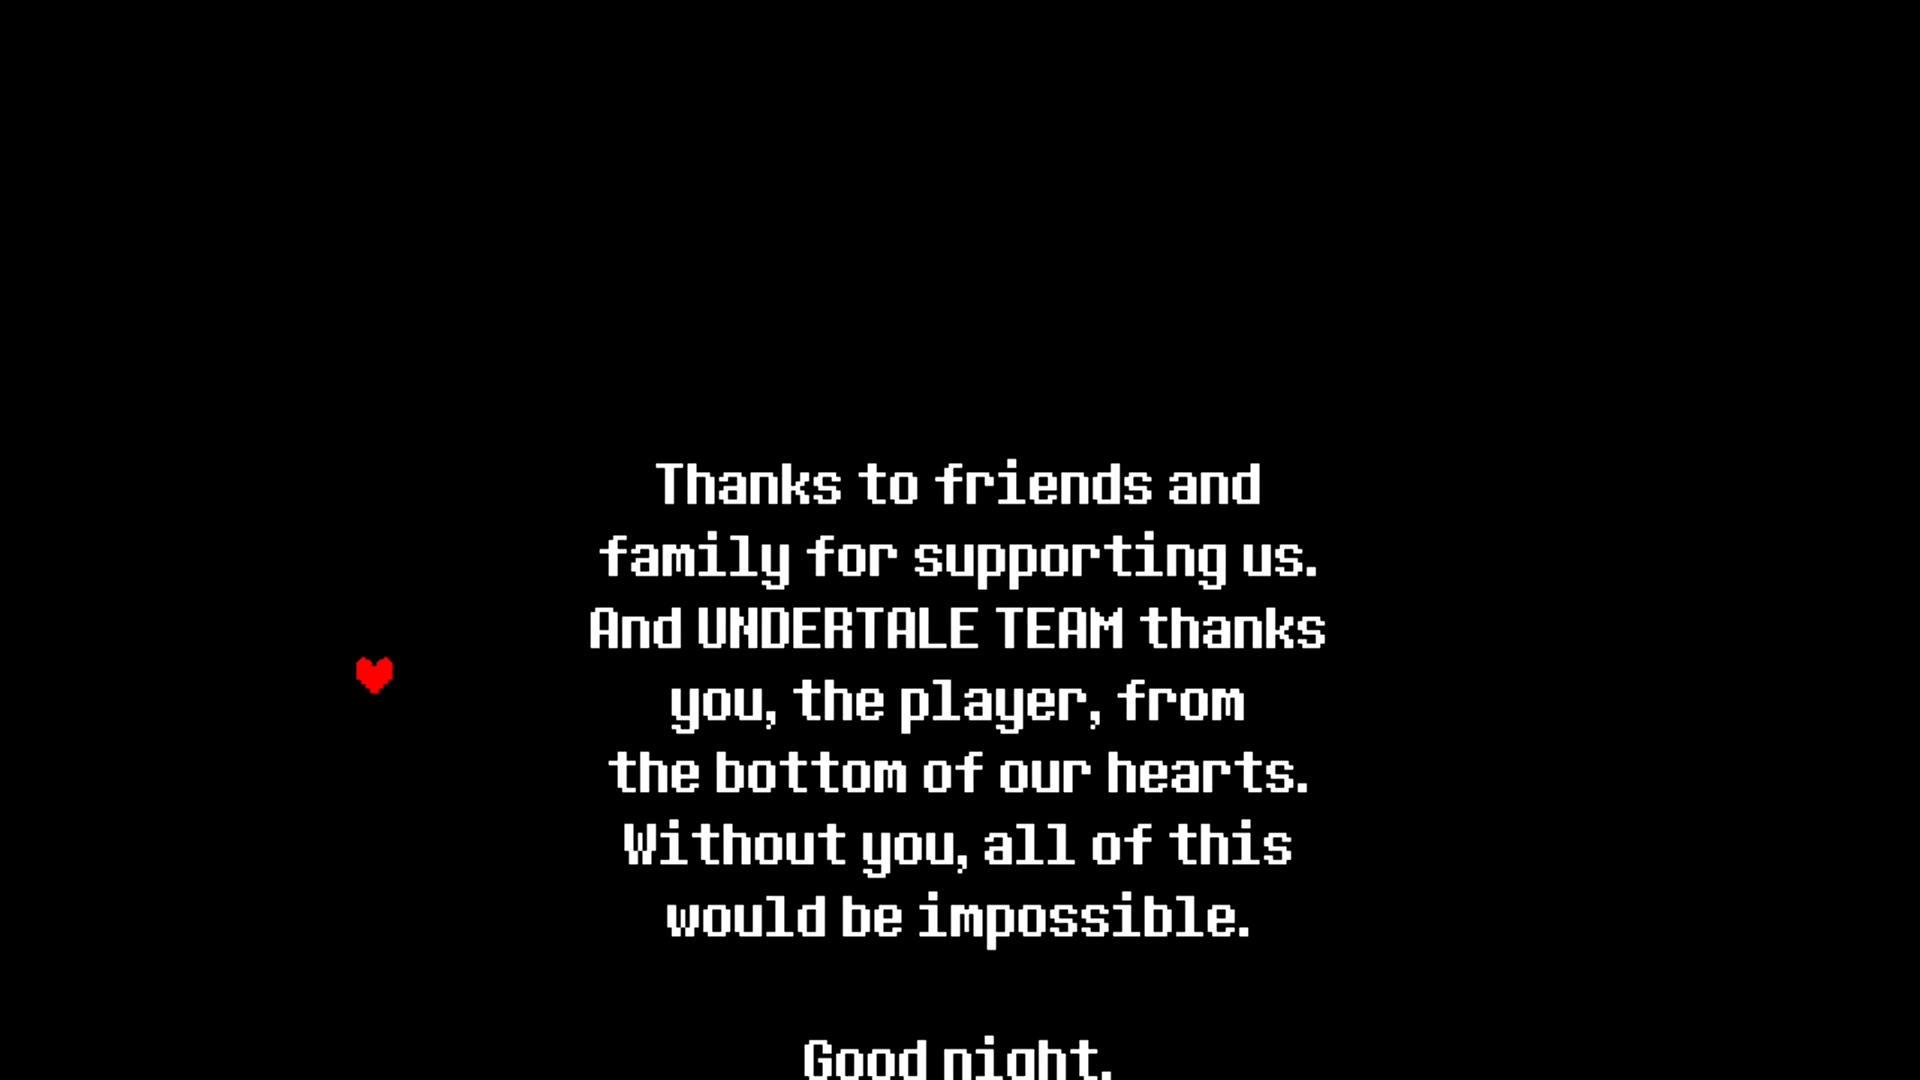 Thanks to friends and
family for supporting us.
And UNDERTALE TEAM thanks
you, the player, from
the bottom of our hearts.
Without you, all of this
would be impossible.
Good night.